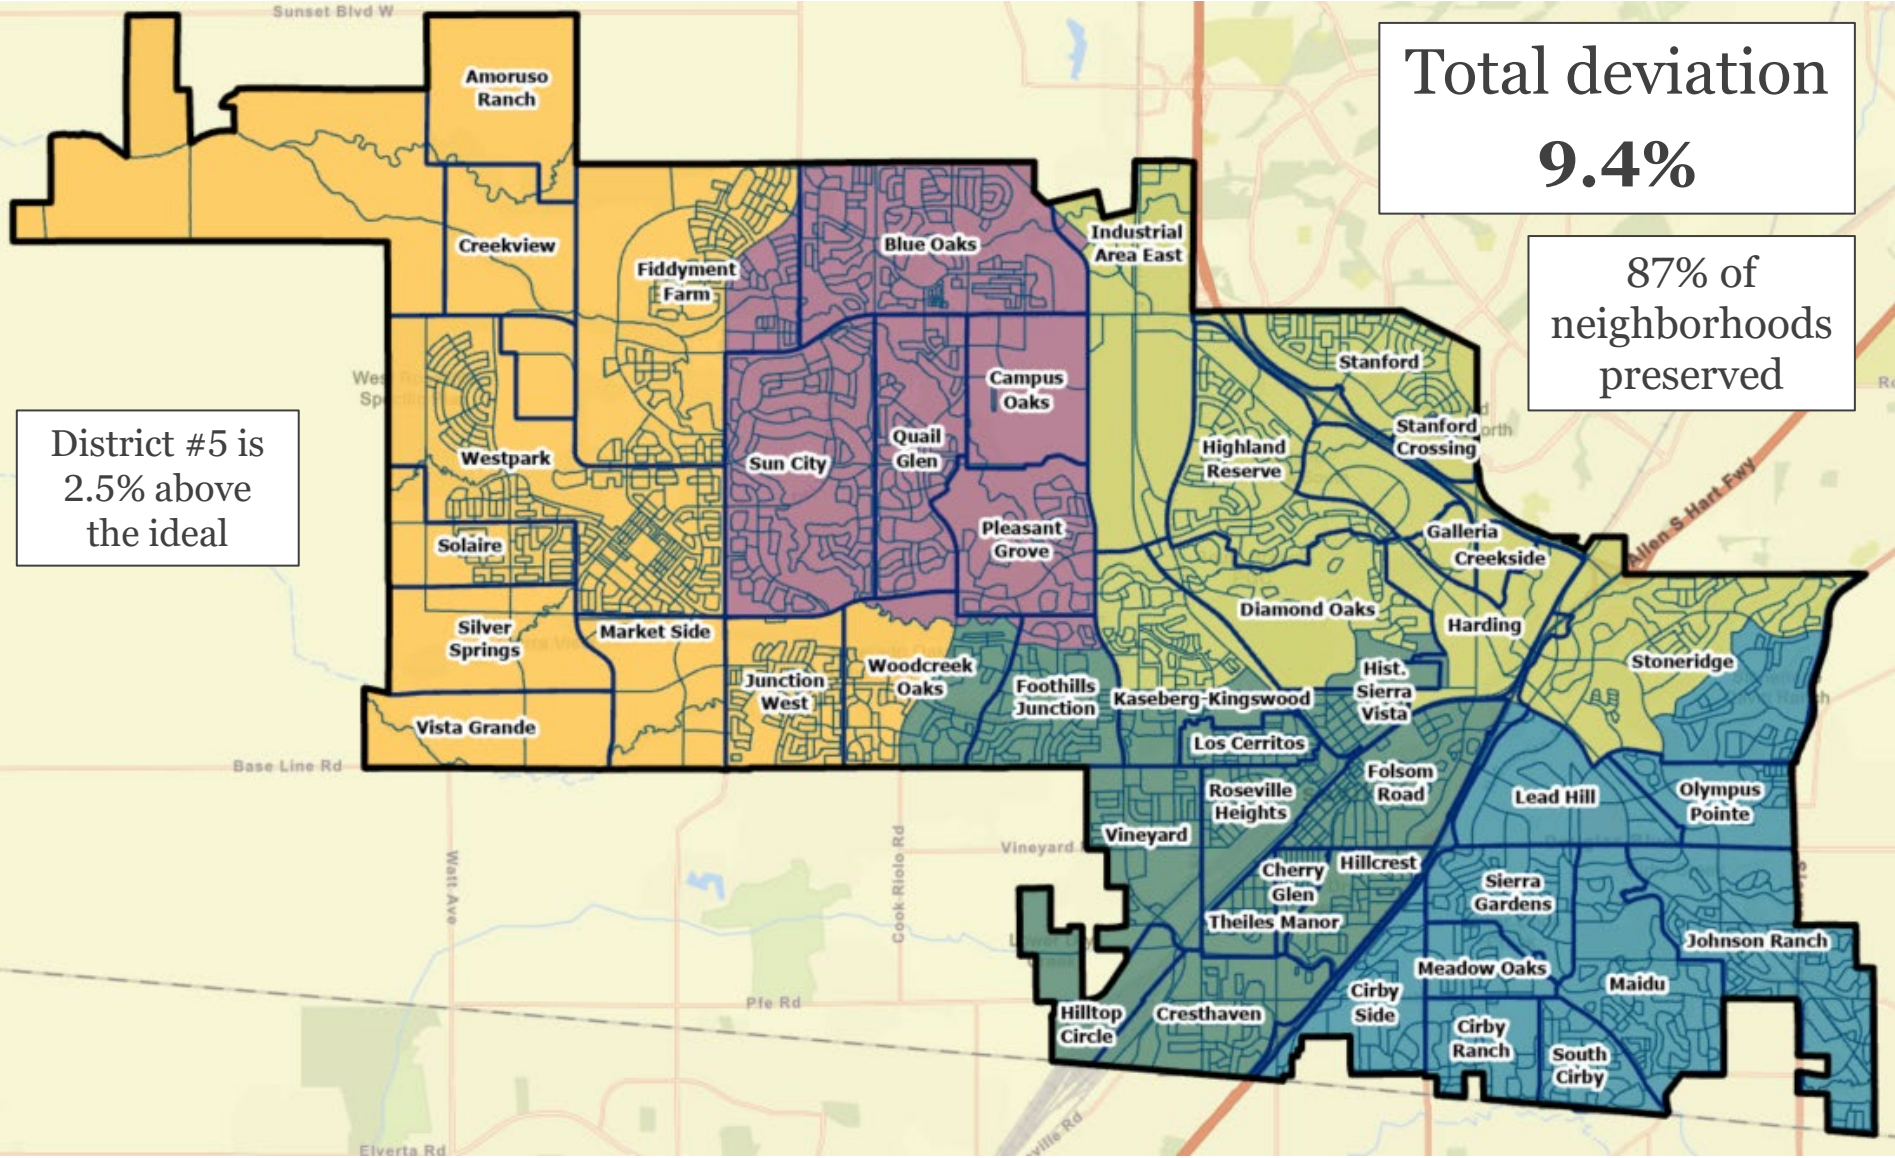 Sunset Blvd W
Total deviation
9.4%
87% of
neighborhoods
preserved
District #5 is
2.5% above
the ideal
Amoruso
Ranch
Creekview
Fiddyment
Farm
Blue Oaks
Industrial
Area East
Stanford
Campus
Oaks
Stanford
Crossing
Highland
Reserve
Quail
Glen
Sun City
Westpark
Pleasant
Grove
Galleria
Creekside
Solaire
Allen S Hart Fwy
Diamond Oaks
Harding
Silver
Springs
Market Side
Stoneridge
Woodcreek
Oaks
Junction
West
Foothills
Junction
Kaseberg-Kingswood
Hist.
Sierra
Vista
Vista Grande
Los Cerritos
Base Line Rd
Folsom
Road
Roseville
Heights
Lead Hill
Olympus
Pointe
Vineyard
Vineyard
Cherry
Glen
Hillcrest
Sierra
Gardens
Theiles Manor
Johnson Ranch
Watt Ave
Cook-Riolo Rd
Meadow Oaks
Maidu
Pfe Rd
Hilltop
Circle
Cresthaven
Cirby
Side
Cirby
Ranch
South
Cirby
ville Rd
Elverta Rd